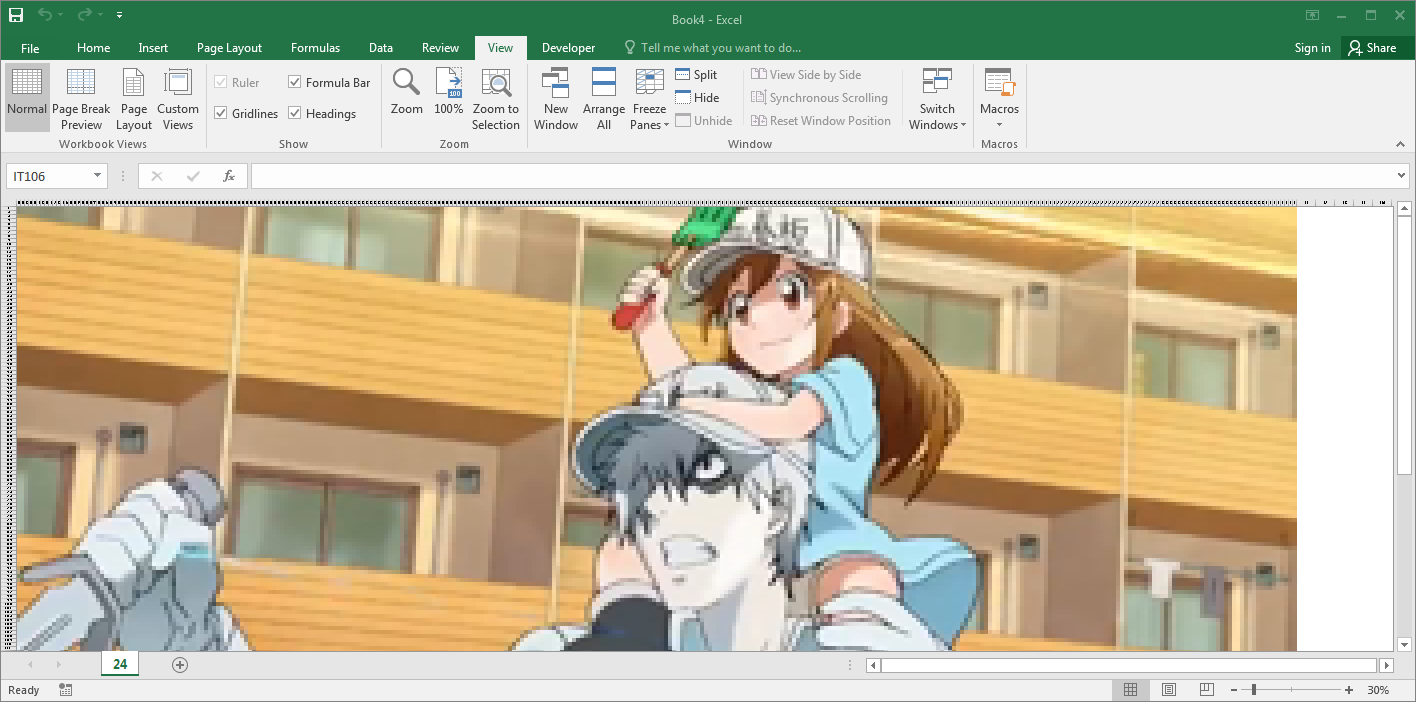 Book4 - Excel
File Home Insert Page Layout Formulas Data Review View Developer Tell me what you want to do... Sign in Share
Normal
Page Break Preview
Page Layout
Custom Views
Workbook Views
Ruler
Formula Bar
Gridlines
Headings
Show
Zoom
100%
100
Zoom to Selection
Zoom
New Window
Arrange All
Freeze Panes
Split
Hide
Unhide
View Side by Side
Synchronous Scrolling
Reset Window Position
Switch Windows
Window
Macros
Macros
IT106
fx
24
Ready
30%